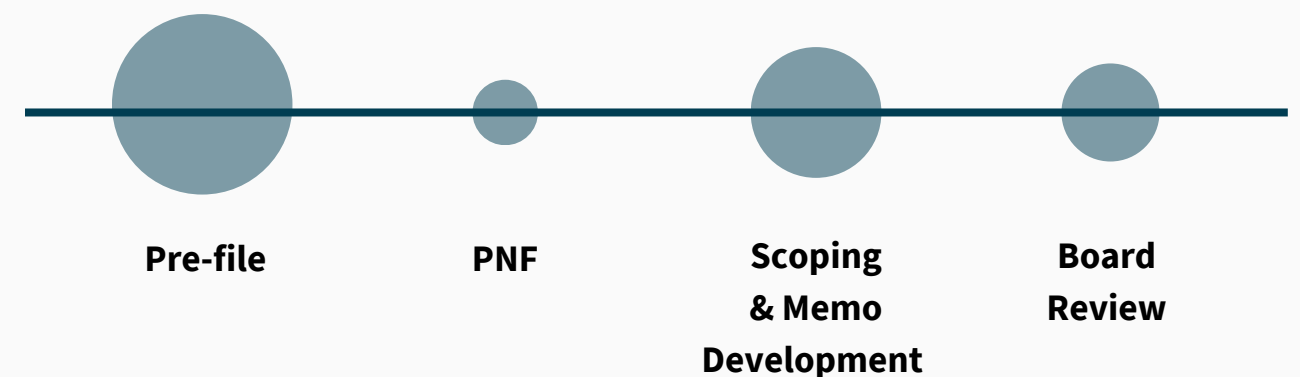 Pre-file
PNF
Scoping
& Memo
Development
Board
Review